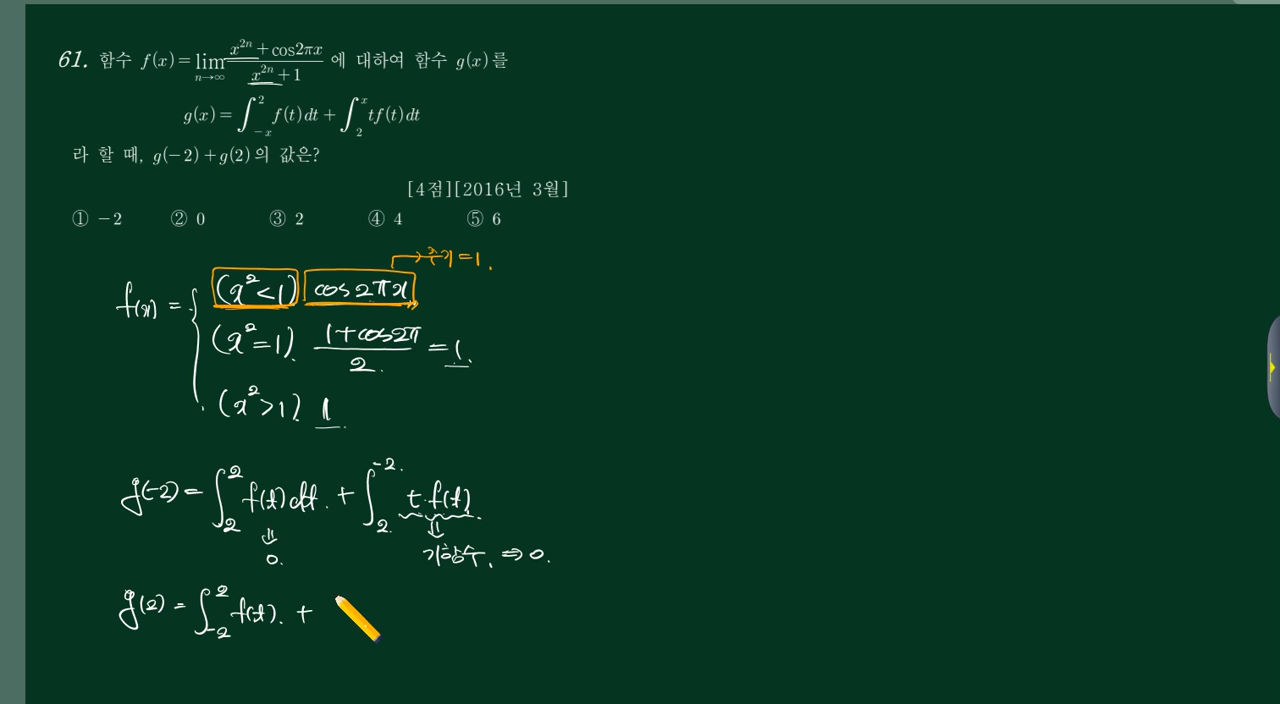 61. 함수 f(x) = lim_{n→∞} (x^{2n} + cos2πx)/(x^{2n} + 1) 에 대하여 함수 g(x)를
g(x) = ∫_{-x}^{2} f(t)dt + ∫_{2}^{x} tf(t)dt
라 할 때, g(-2)+g(2)의 값은?
[4점][2016년 3월]
① -2 ② 0 ③ 2 ④ 4 ⑤ 6
→주기=1.
f(x) = { (x²<1) cos2πx
(x²=1). (1+cos2π)/2. = 1.
(x²>1). 1.
g(-2) = ∫_{2}^{2} f(t)dt. + ∫_{2.}^{-2.} t·f(t).
⇓ 0. ⇓ 기함수. ⇒ 0.
g(2) = ∫_{-2}^{2} f(t). +